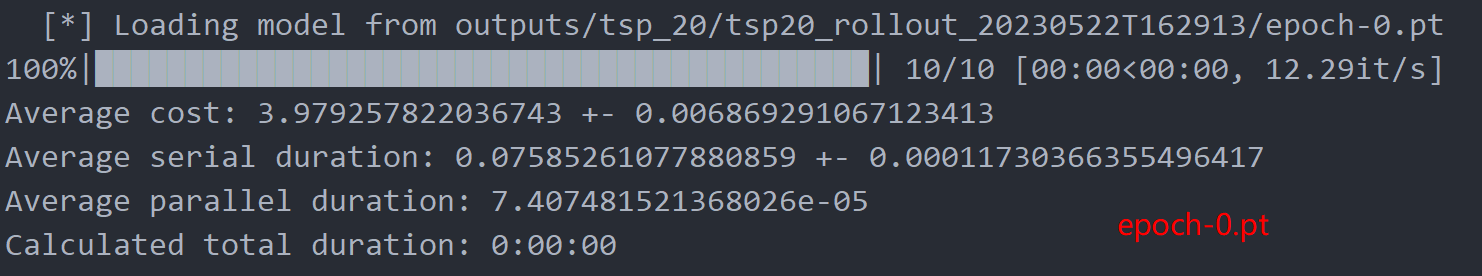 [*] Loading model from outputs/tsp_20/tsp20_rollout_20230522T162913/epoch-0.pt
100%|██████████████████████████████████████████| 10/10 [00:00<00:00, 12.29it/s]
Average cost: 3.979257822036743 +- 0.006869291067123413
Average serial duration: 0.07585261077880859 +- 0.00011730366355496417
Average parallel duration: 7.407481521368026e-05
epoch-0.pt
Calculated total duration: 0:00:00